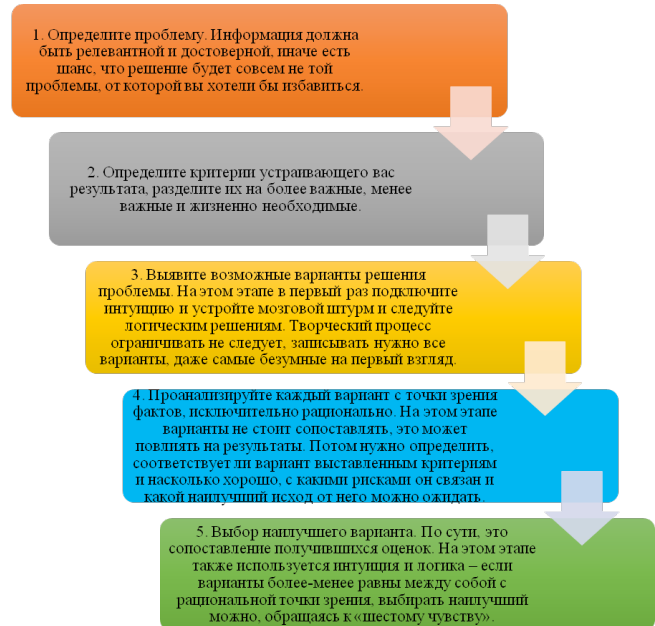 1. Определите проблему. Информация должна
быть релевантной и достоверной, иначе есть
шанс, что решение будет совсем не той
проблемы, от которой вы хотели бы избавиться.
2. Определите критерии устраивающего вас
результата, разделите их на более важные, менее
важные и жизненно необходимые.
3. Выявите возможные варианты решения
проблемы. На этом этапе в первый раз подключите
интуицию и устройте мозговой штурм и следуйте
логическим решениям. Творческий процесс
ограничивать не следует, записывать нужно все
варианты, даже самые безумные на первый взгляд.
4. Проанализируйте каждый вариант с точки зрения
фактов, исключительно рационально. На этом этапе
варианты не стоит сопоставлять, это может
повлиять на результаты. Потом нужно определить,
соответствует ли вариант выставленным критериям
и насколько хорошо, с какими рисками он связан и
какой наилучший исход от него можно ожидать.
5. Выбор наилучшего варианта. По сути, это
сопоставление получившихся оценок. На этом этапе
также используется интуиция и логика – если
варианты более-менее равны между собой с
рациональной точки зрения, выбирать наилучший
можно, обращаясь к «шестому чувству».